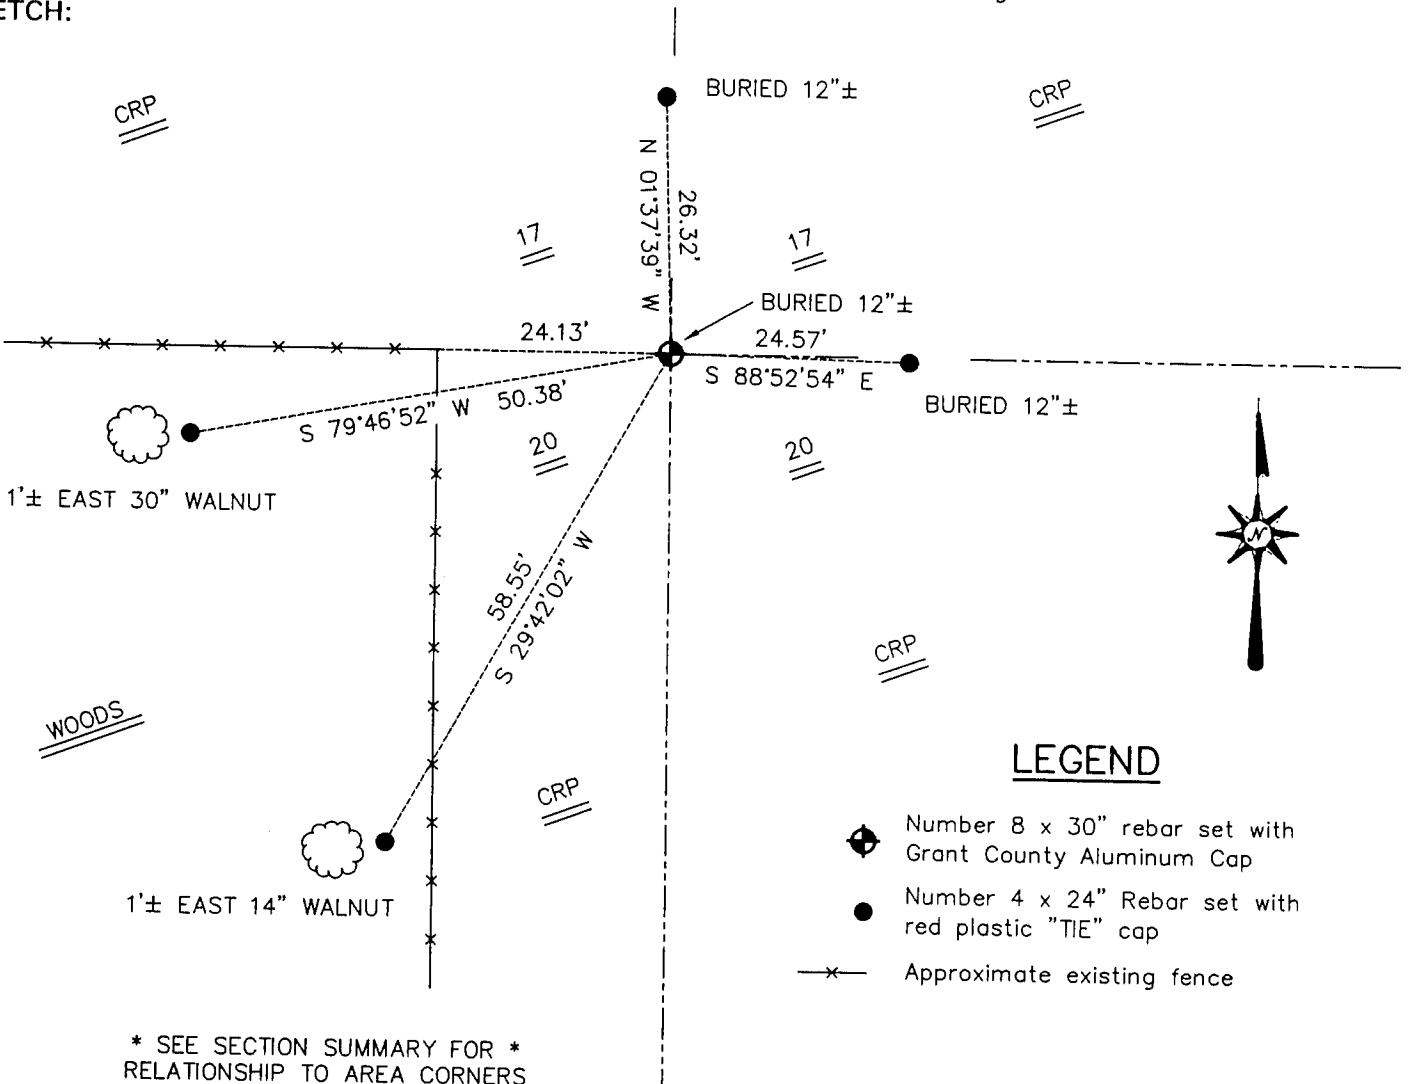 ETCH:
CRP
BURIED 12"±
CRP
N 01°37'39" W
26.32'
17
17
BURIED 12"±
24.13'
24.57'
S 88°52'54" E
S 79°46'52" W 50.38'
BURIED 12"±
20
20
1'± EAST 30" WALNUT
58.55'
S 29°42'02" W
N
CRP
WOODS
CRP
1'± EAST 14" WALNUT
LEGEND
Number 8 x 30" rebar set with
Grant County Aluminum Cap
Number 4 x 24" Rebar set with
red plastic "TIE" cap
Approximate existing fence
* SEE SECTION SUMMARY FOR *
RELATIONSHIP TO AREA CORNERS